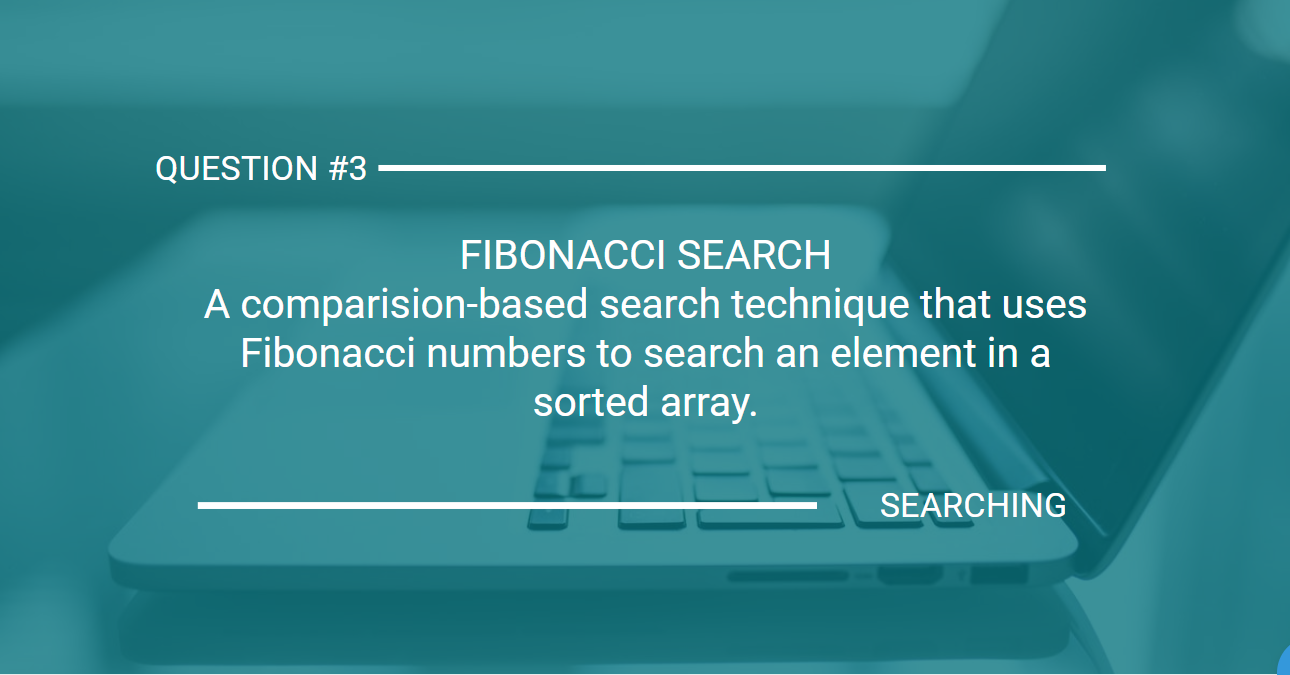 QUESTION #3
FIBONACCI SEARCH
A comparision-based search technique that uses
Fibonacci numbers to search an element in a
sorted array.
SEARCHING